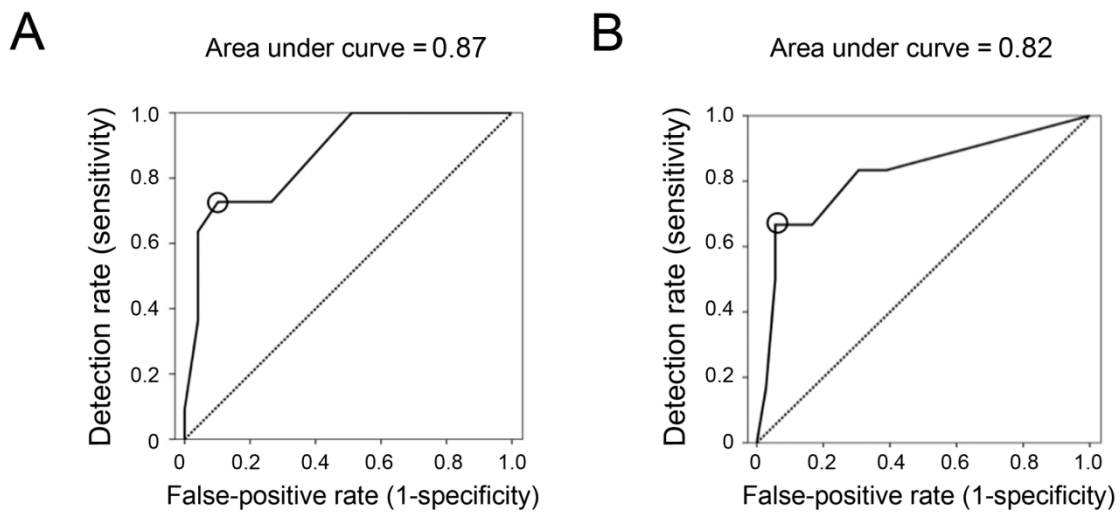 A
Area under curve = 0.87
Detection rate (sensitivity)
1.0
0.8
0.6
0.4
0.2
0
0 0.2 0.4 0.6 0.8 1.0
False-positive rate (1-specificity)
B
Area under curve = 0.82
Detection rate (sensitivity)
1.0
0.8
0.6
0.4
0.2
0
0 0.2 0.4 0.6 0.8 1.0
False-positive rate (1-specificity)